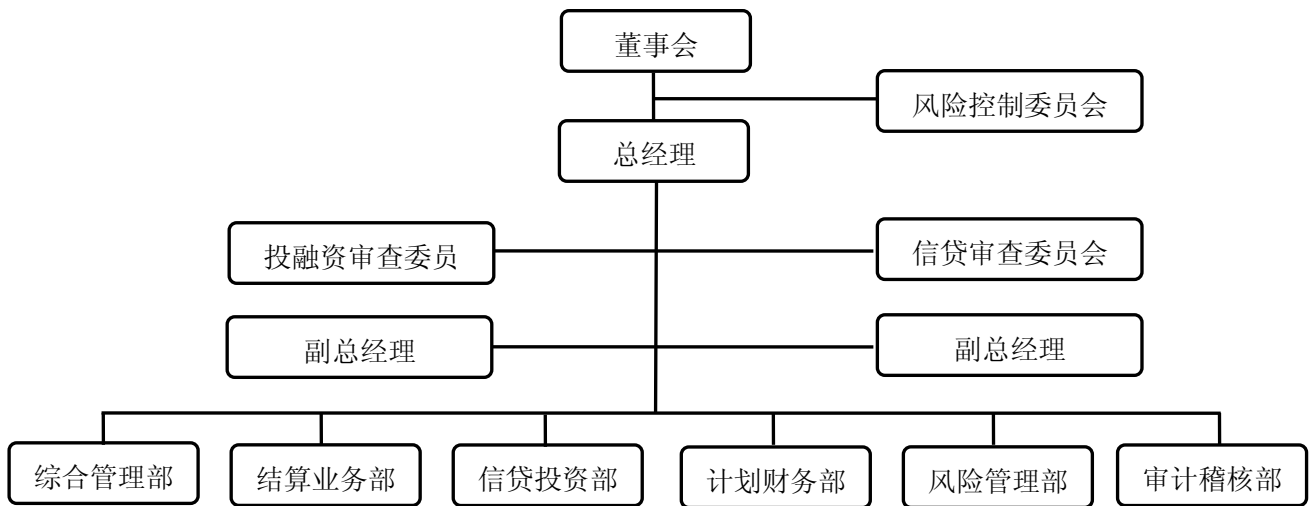 董事会
风险控制委员会
总经理
投融资审查委员
信贷审查委员会
副总经理
副总经理
综合管理部
结算业务部
信贷投资部
计划财务部
风险管理部
审计稽核部